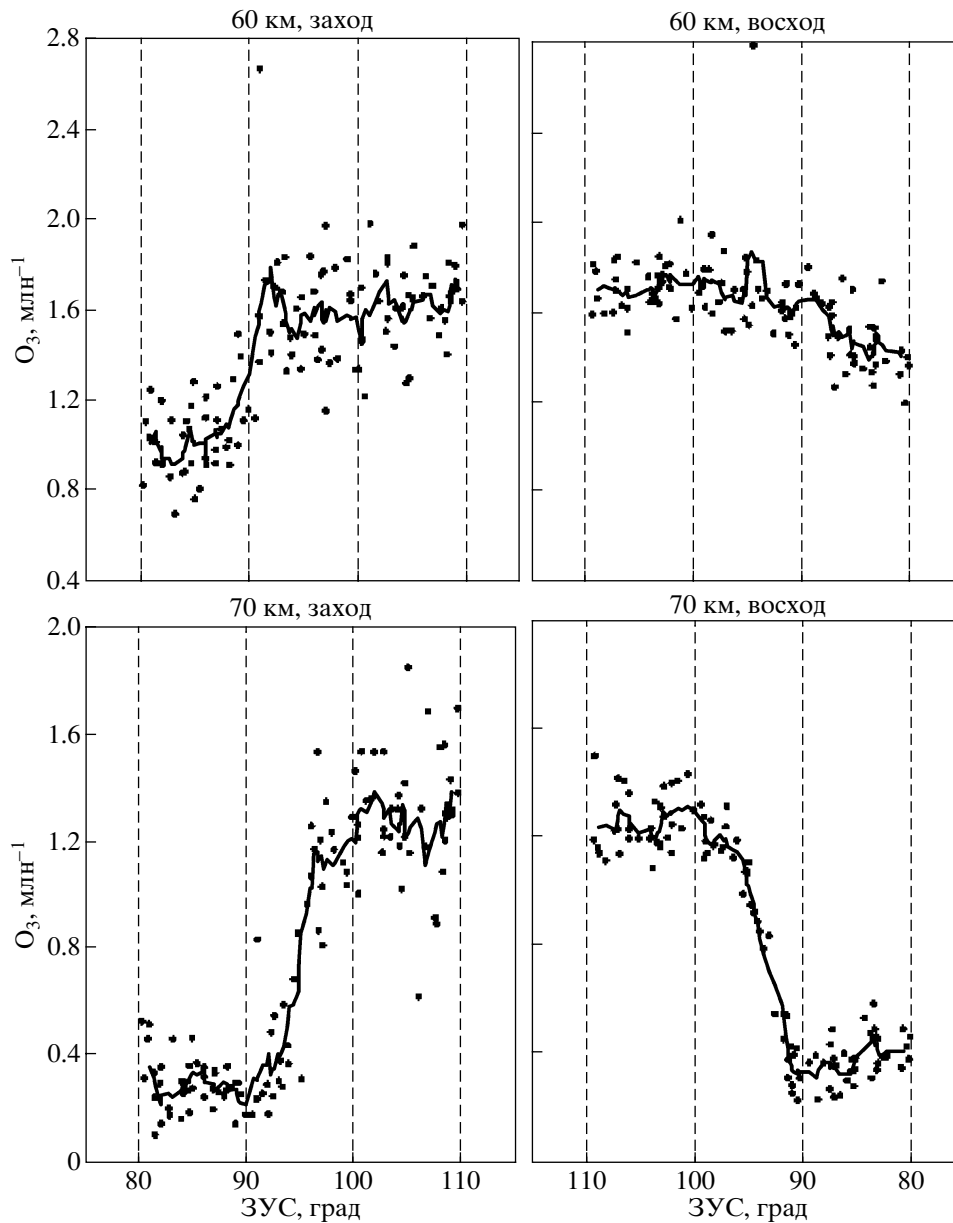 60 км, заход
60 км, восход
2.8
2.4
2.0
1.6
1.2
0.8
0.4
O₃, млн⁻¹
70 км, заход
70 км, восход
2.0
1.6
1.2
0.8
0.4
0
O₃, млн⁻¹
80 90 100 110
110 100 90 80
ЗУС, град
ЗУС, град